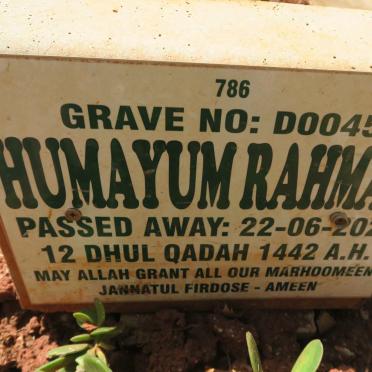 786
GRAVE NO: D0045
HUMAYUM RAHMA
PASSED AWAY: 22-06-202
12 DHUL QADAH 1442 A.H.
MAY ALLAH GRANT ALL OUR MARHOOMEEN
JANNATUL FIRDOSE - AMEEN